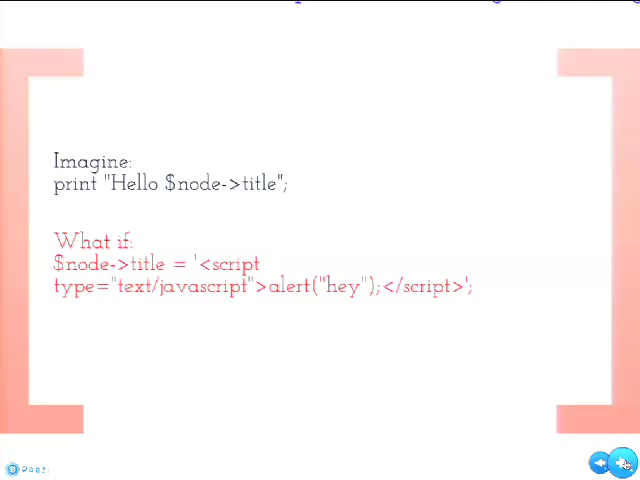 Imagine:
print "Hello $node->title";
What if:
$node->title = '<script
type="text/javascript">alert("hey");</script>';